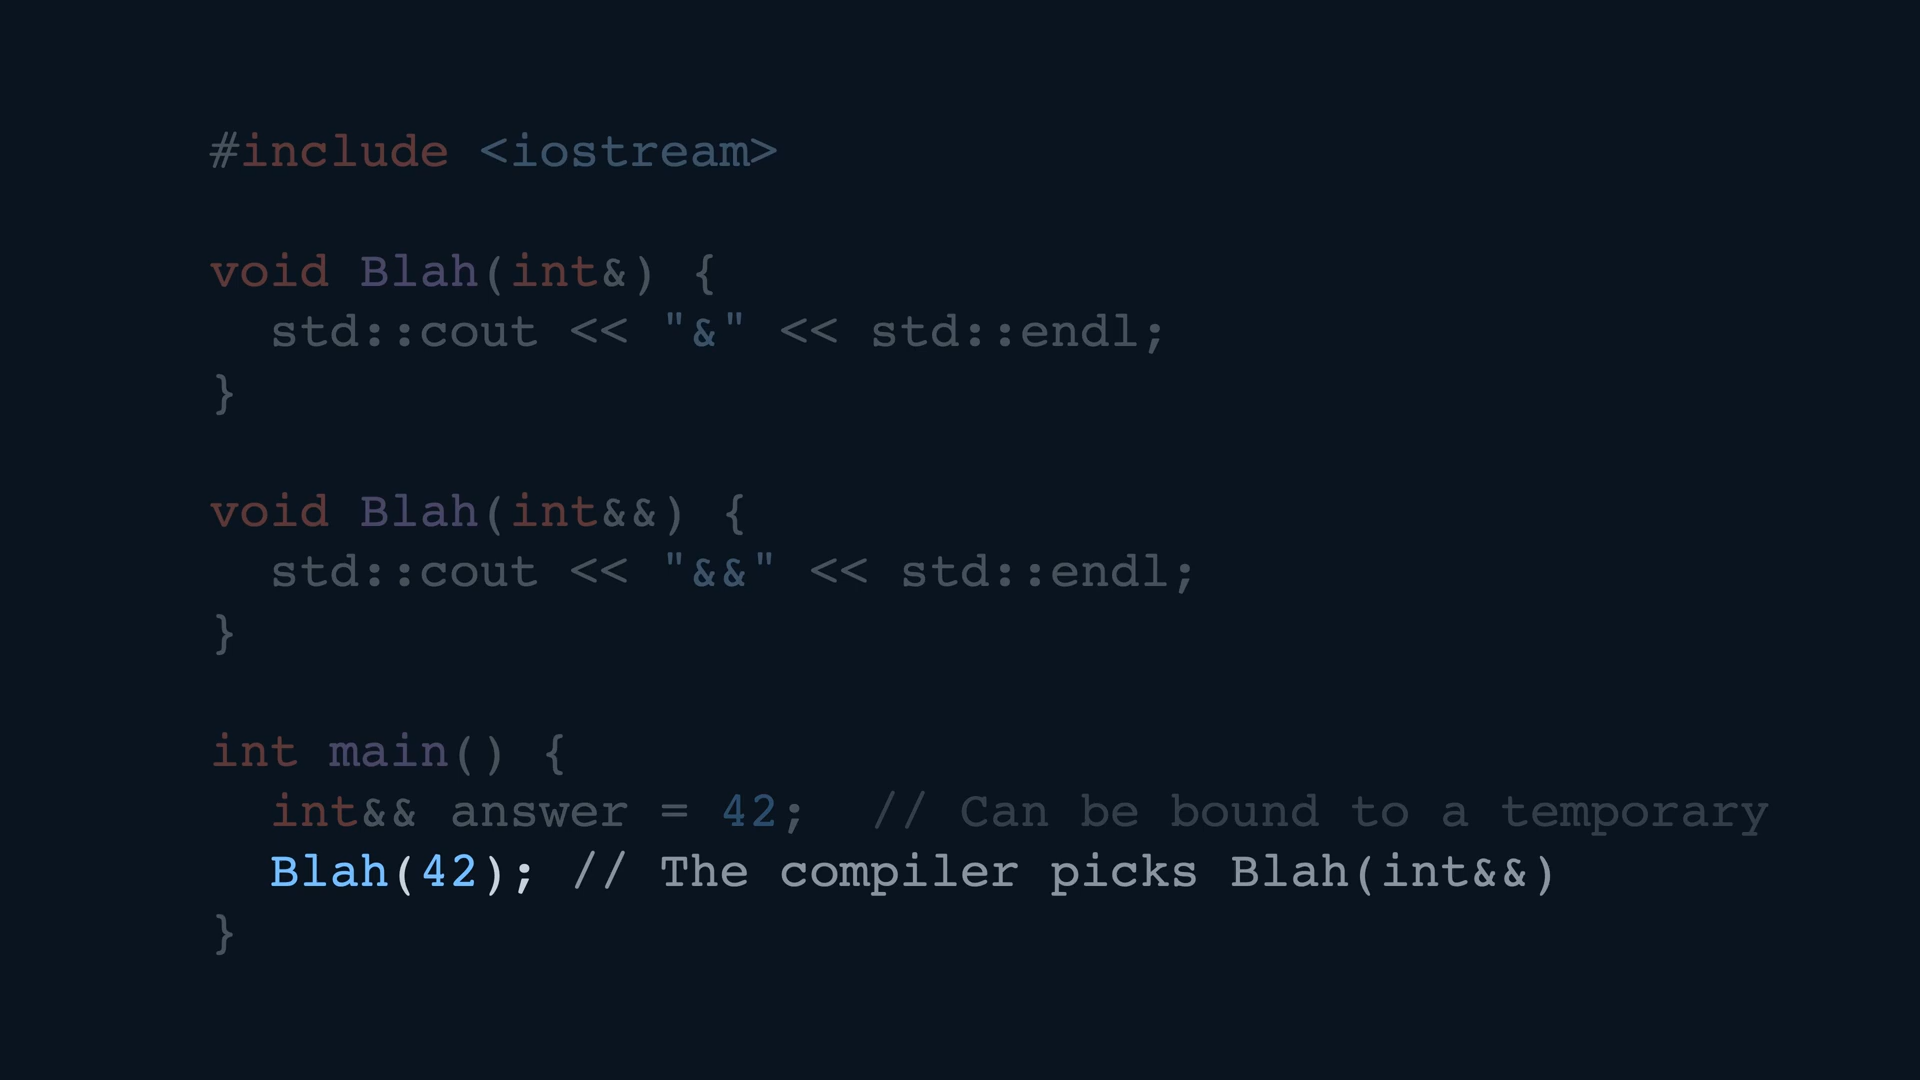 #include <iostream>
void Blah(int&) {
std::cout << "&" << std::endl;
}
void Blah(int&&) {
std::cout << "&&" << std::endl;
}
int main() {
int&& answer = 42;  // Can be bound to a temporary
Blah(42); // The compiler picks Blah(int&&)
}